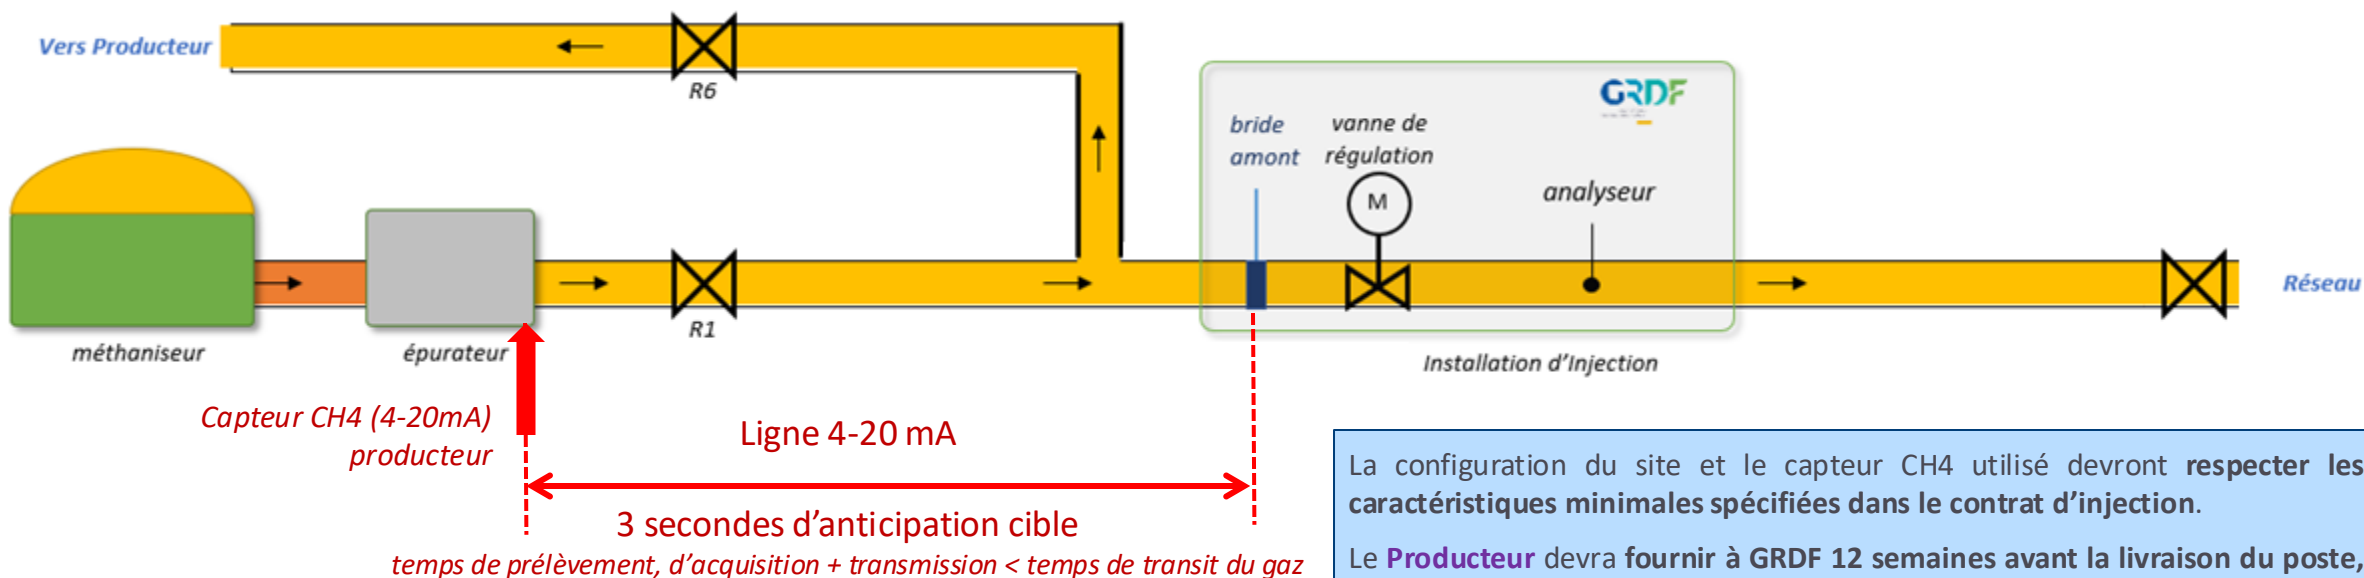 Vers Producteur
R6
GRDF
bride
amont
vanne de
régulation
M
analyseur
Réseau
R1
méthaniseur
épurateur
Installation d'Injection
Capteur CH4 (4-20mA)
producteur
Ligne 4-20 mA
3 secondes d'anticipation cible
temps de prélèvement, d'acquisition + transmission < temps de transit du gaz
La configuration du site et le capteur CH4 utilisé devront respecter les
caractéristiques minimales spécifiées dans le contrat d'injection.
Le Producteur devra fournir à GRDF 12 semaines avant la livraison du poste,